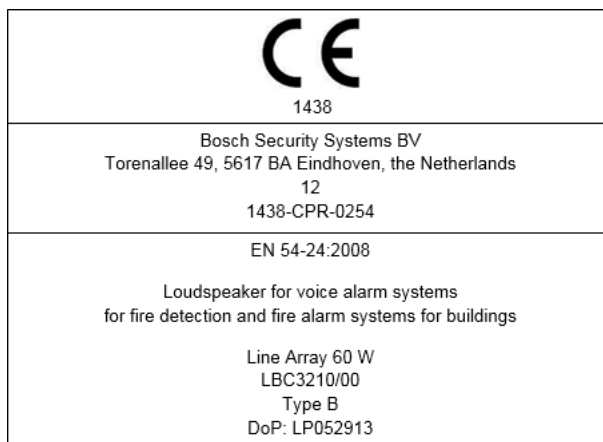 CE
1438
Bosch Security Systems BV
Torenallee 49, 5617 BA Eindhoven, the Netherlands
12
1438-CPR-0254
EN 54-24:2008
Loudspeaker for voice alarm systems
for fire detection and fire alarm systems for buildings
Line Array 60 W
LBC3210/00
Type B
DoP: LP052913